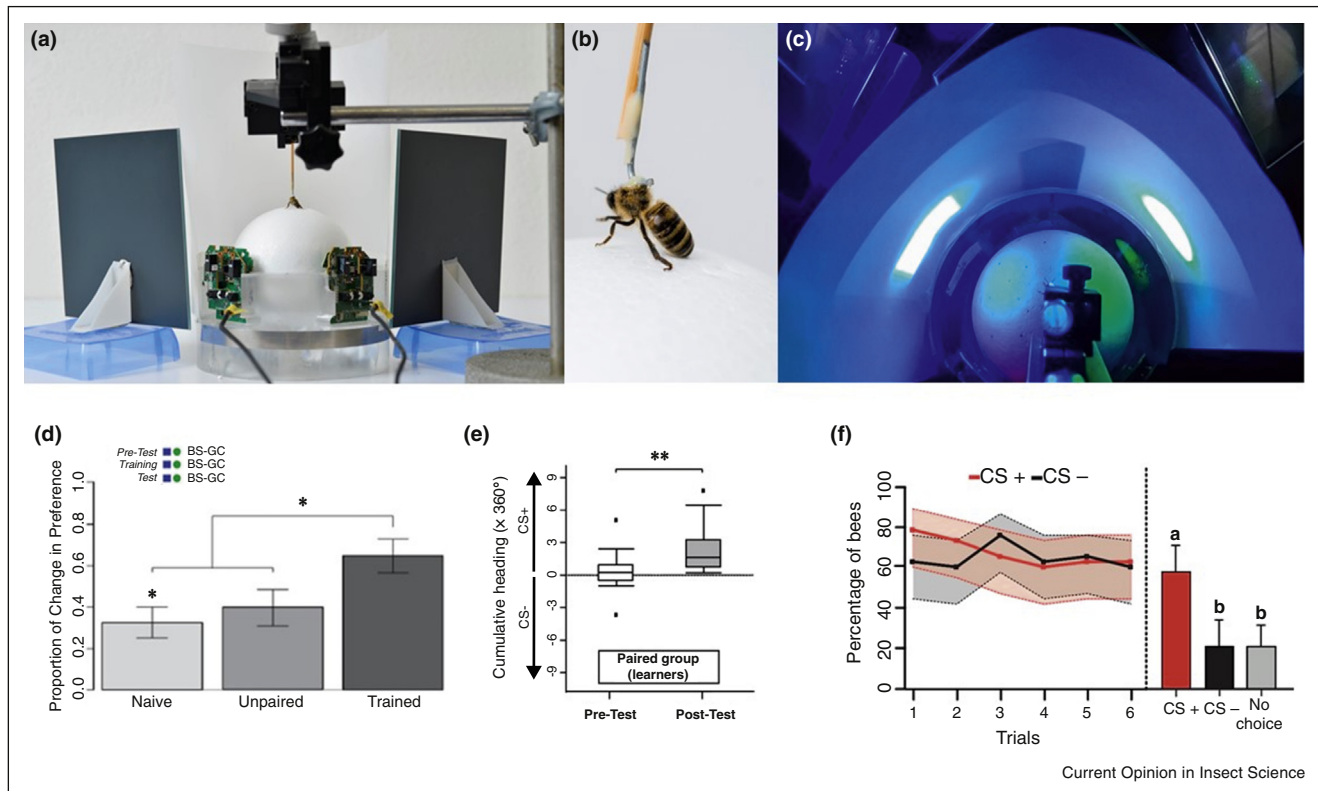 (a)
(b)
(c)
(d)
Pre-Test BS-GC
Training BS-GC
Test BS-GC
Proportion of Change in Preference
1.0
0.8
0.6
0.4
0.2
0.0
*
*
Naive Unpaired Trained
(e)
Cumulative heading (x 360°)
CS+
CS-
9
6
3
0
-3
-6
-9
**
Paired group
(learners)
Pre-Test Post-Test
(f)
CS + CS −
Percentage of bees
100
80
60
40
20
0
a
b b
1 2 3 4 5 6
Trials
CS + CS − No
choice
Current Opinion in Insect Science